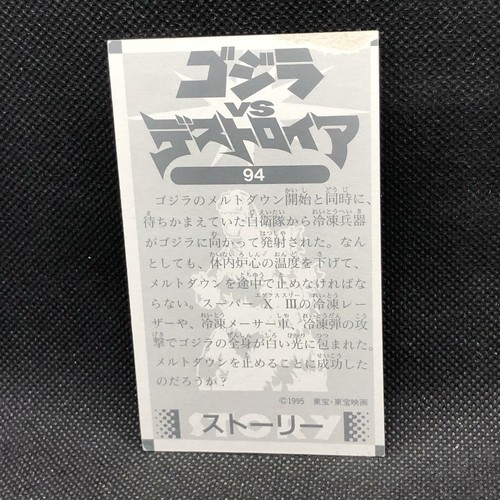 ゴジラ
VS
デストロイア
94
ゴジラのメルトダウン開始と同時に、
待ちかまえていた自衛隊から冷凍兵器
がゴジラに向かって発射された。なん
としても、体内炉心の温度を下げて、
メルトダウンを途中で止めなければな
らない。スーパーX Ⅲの冷凍レー
ザーや、冷凍メーサー車、冷凍弾の攻
撃でゴジラの全身が白い光に包まれた。
メルトダウンを止めることに成功した
のだろうか？
©1995 東宝・東宝映画
STORY
ストーリー